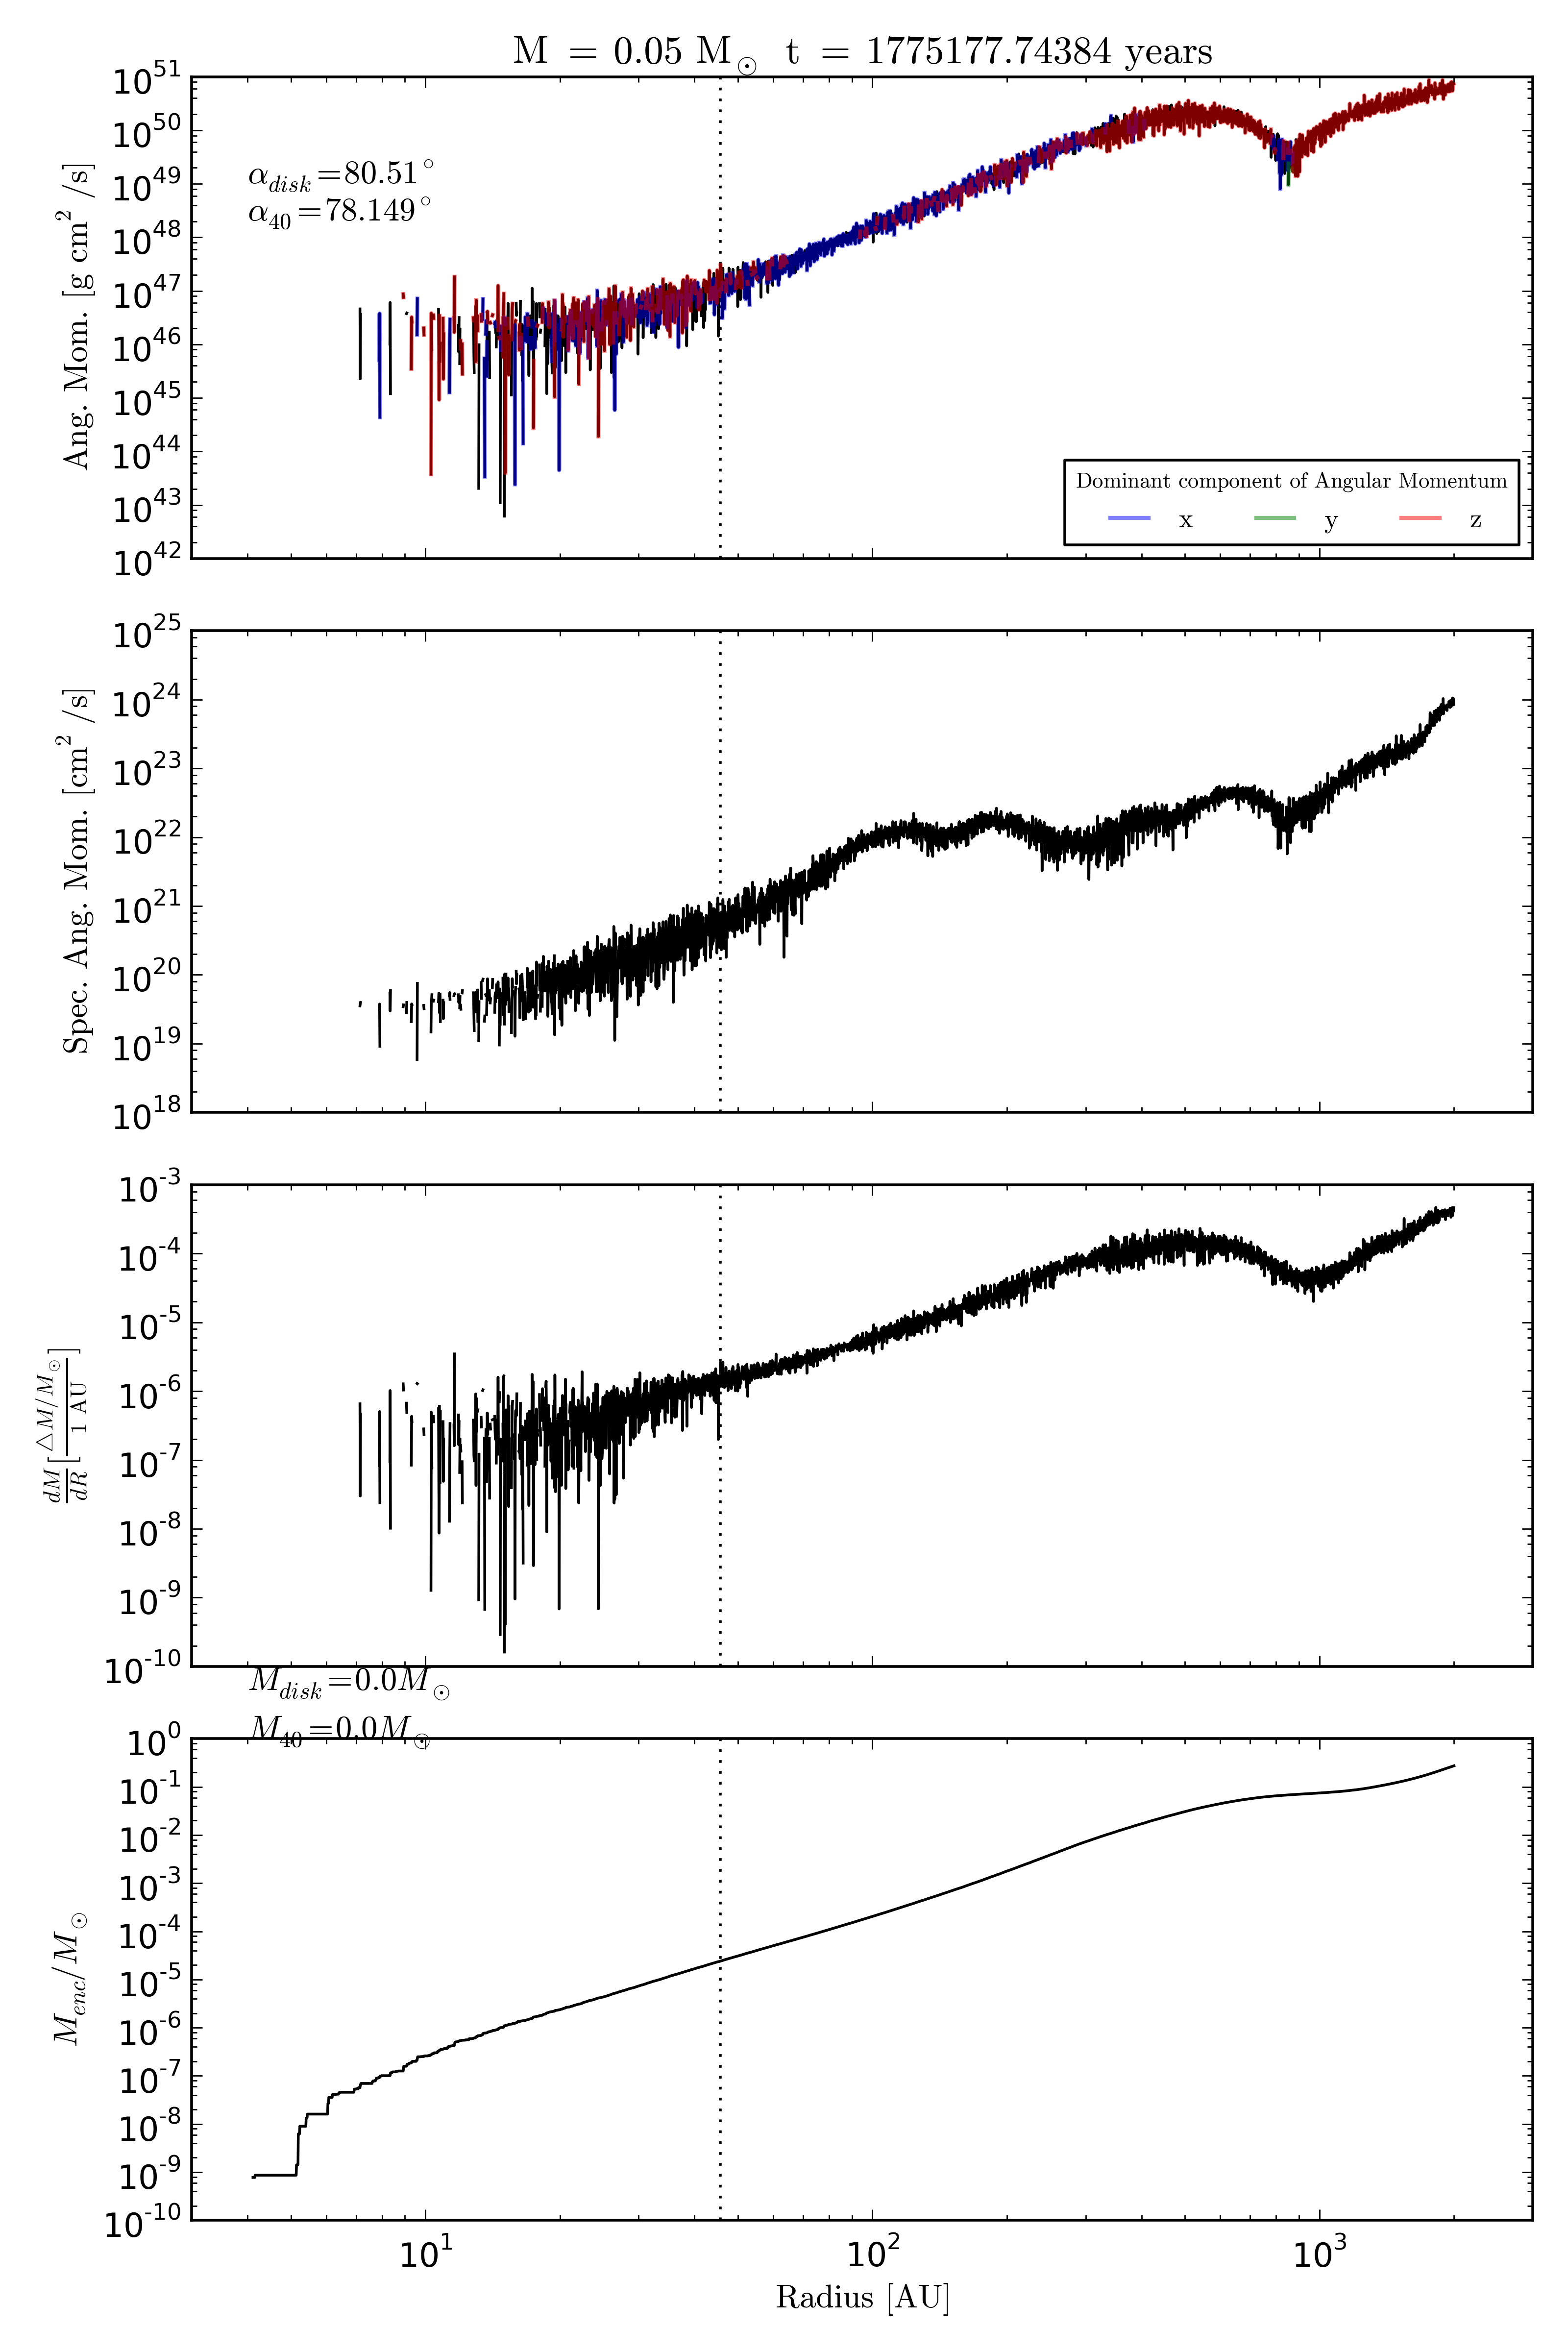 M = 0.05 M⊙ t = 1775177.74384 years
10^51
10^50
10^49
10^48
10^47
10^46
10^45
10^44
10^43
10^42
Ang. Mom. [g cm^2 /s]
α_disk=80.51°
α_40=78.149°
Dominant component of Angular Momentum
x y z
10^25
10^24
10^23
10^22
10^21
10^20
10^19
10^18
Spec. Ang. Mom. [cm^2 /s]
10^-3
10^-4
10^-5
10^-6
10^-7
10^-8
10^-9
10^-10
dM/dR [△M/M⊙ / 1 AU]
M_disk=0.0M⊙
M_40=0.0M⊙
10^0
10^-1
10^-2
10^-3
10^-4
10^-5
10^-6
10^-7
10^-8
10^-9
10^-10
M_enc/M⊙
10^1 10^2 10^3
Radius [AU]